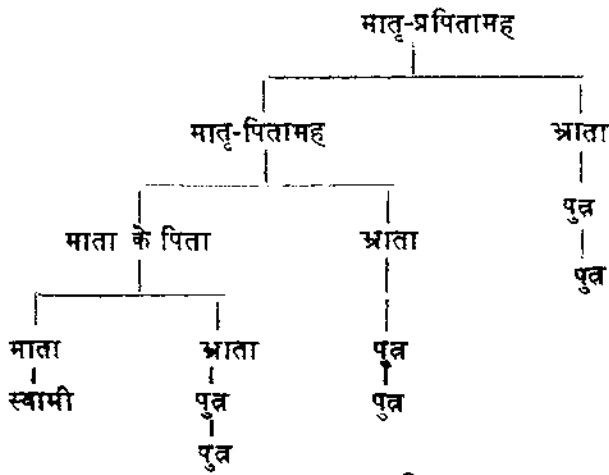 मातृ-प्रपितामह
मातृ-पितामह भ्राता
पुत्र
माता के पिता भ्राता
पुत्र
माता भ्राता पुत्र
स्वामी पुत्र पुत्र
पुत्र